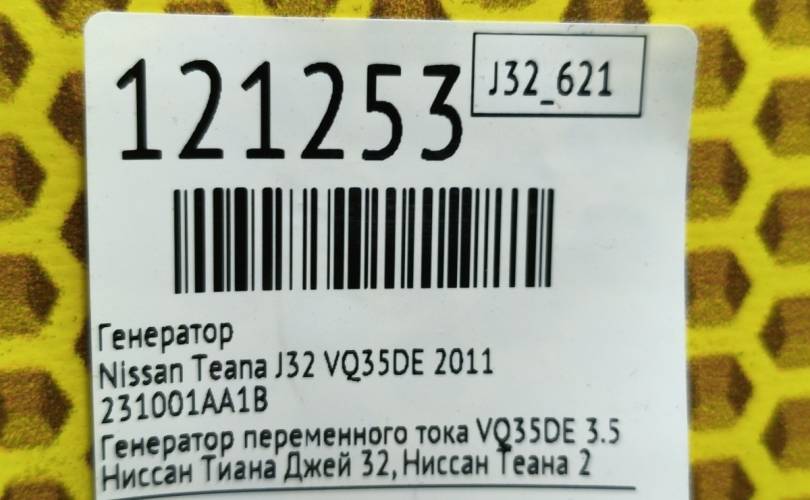 121253
J32_621
Генератор
Nissan Teana J32 VQ35DE 2011
231001AA1B
Генератор переменного тока VQ35DE 3.5
Ниссан Тиана Джей 32, Ниссан Теана 2